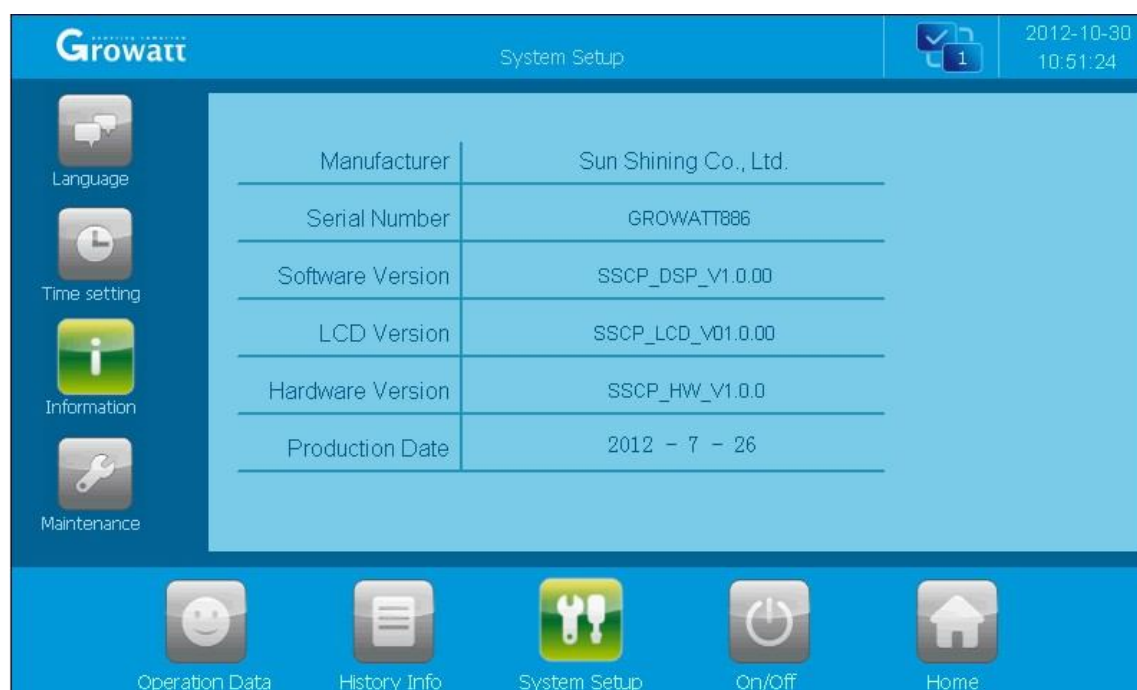 Growatt
System Setup
1
2012-10-30
10:51:24
Language
Time setting
Information
Maintenance
Manufacturer Sun Shining Co., Ltd.
Serial Number GROWATT886
Software Version SSCP_DSP_V1.0.00
LCD Version SSCP_LCD_V01.0.00
Hardware Version SSCP_HW_V1.0.0
Production Date 2012 - 7 - 26
Operation Data
History Info
System Setup
On/Off
Home